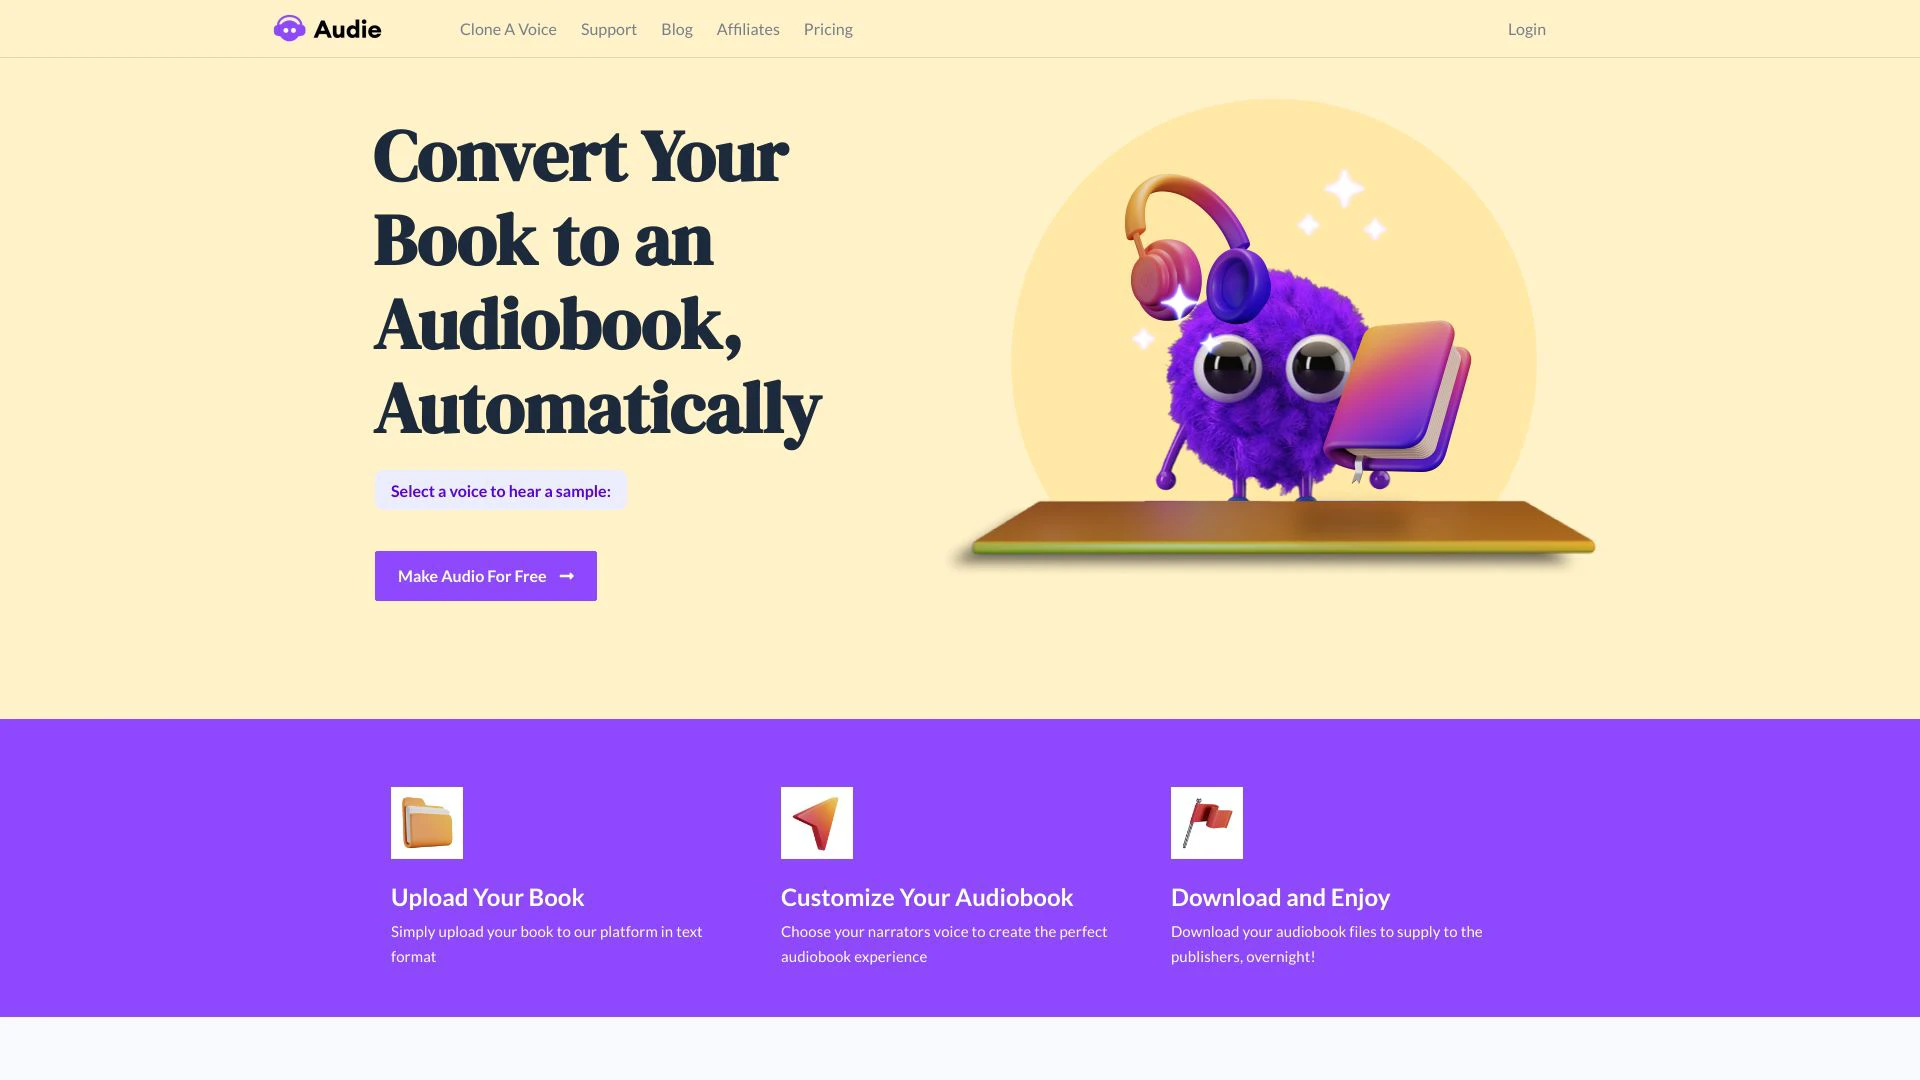 Audie
Clone A Voice
Support
Blog
Affiliates
Pricing
Login
Convert Your
Book to an
Audiobook,
Automatically
Select a voice to hear a sample:
Make Audio For Free
Upload Your Book
Simply upload your book to our platform in text
format
Customize Your Audiobook
Choose your narrators voice to create the perfect
audiobook experience
Download and Enjoy
Download your audiobook files to supply to the
publishers, overnight!